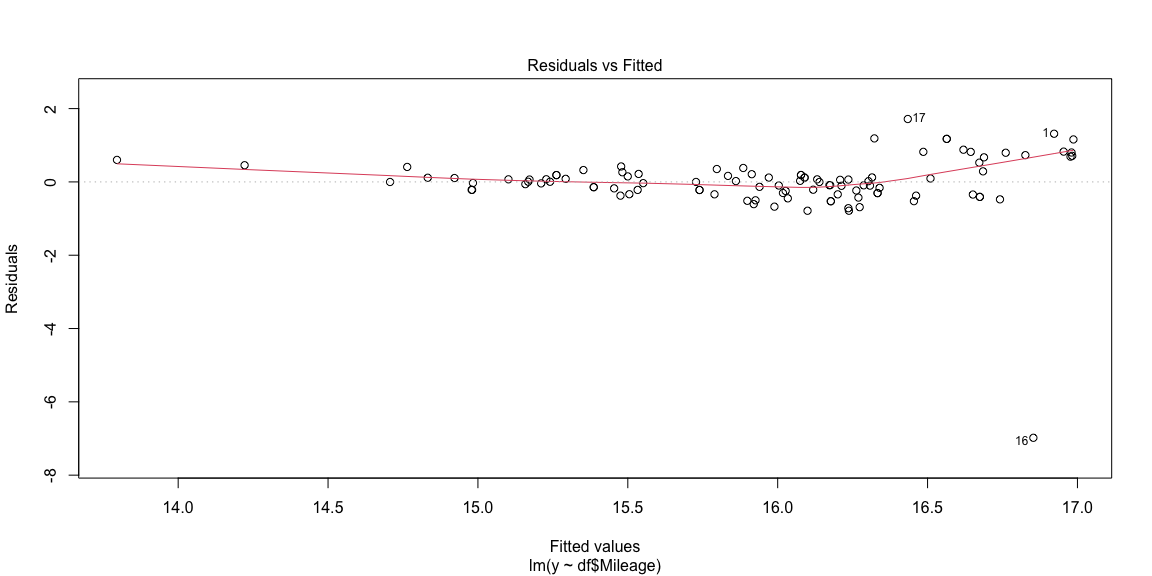 Residuals vs Fitted
Residuals
2
0
-2
-4
-6
-8
17
1
16
14.0 14.5 15.0 15.5 16.0 16.5 17.0
Fitted values
lm(y ~ df$Mileage)